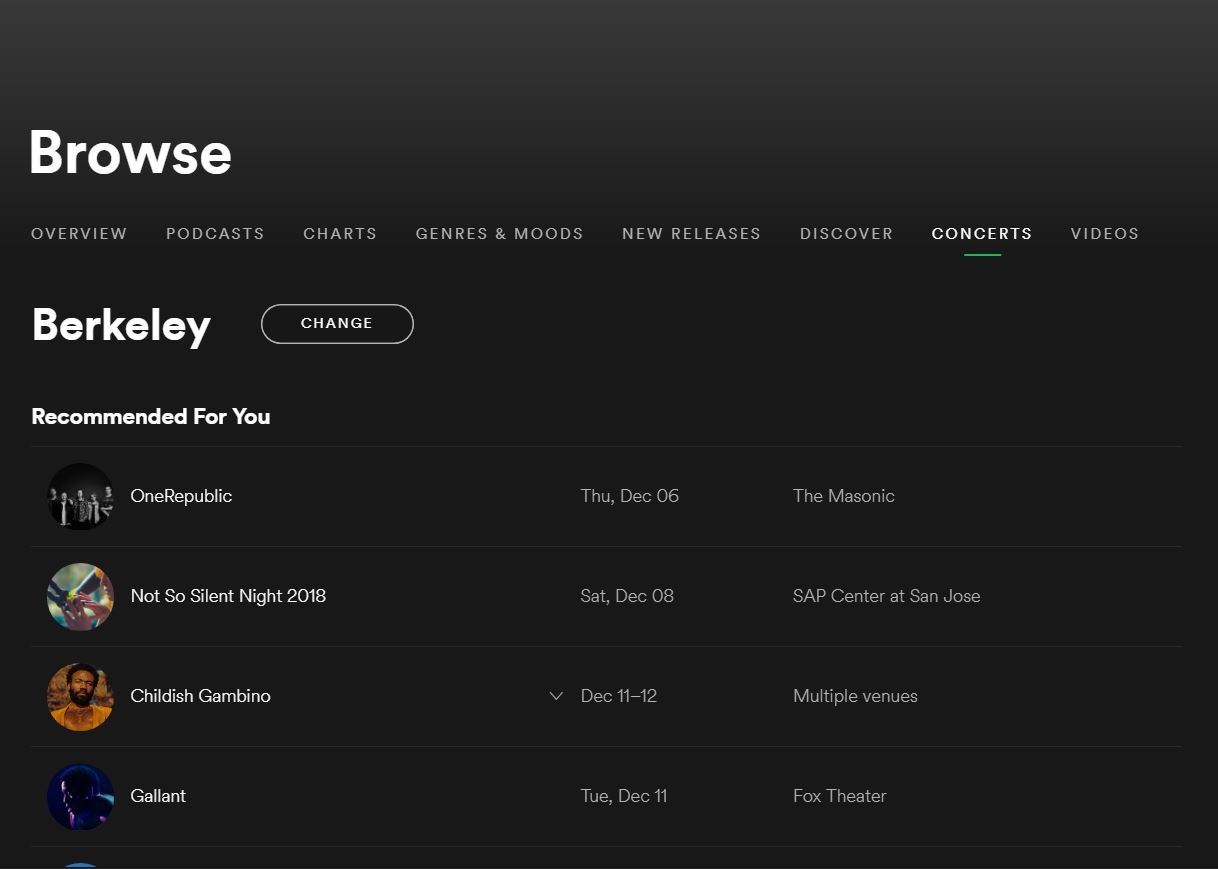 Browse
OVERVIEW PODCASTS CHARTS GENRES & MOODS NEW RELEASES DISCOVER CONCERTS VIDEOS
Berkeley CHANGE
Recommended For You
OneRepublic Thu, Dec 06 The Masonic
Not So Silent Night 2018 Sat, Dec 08 SAP Center at San Jose
Childish Gambino Dec 11–12 Multiple venues
Gallant Tue, Dec 11 Fox Theater